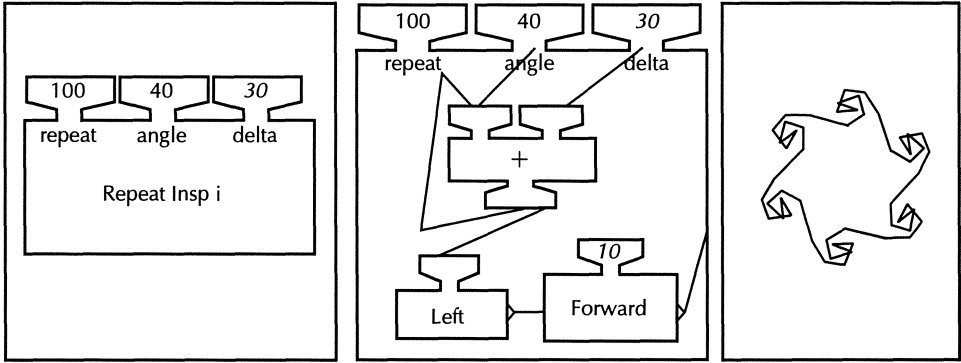 100 40 30
repeat angle delta
Repeat Insp i
100 40 30
repeat angle delta
+
10
Left
Forward